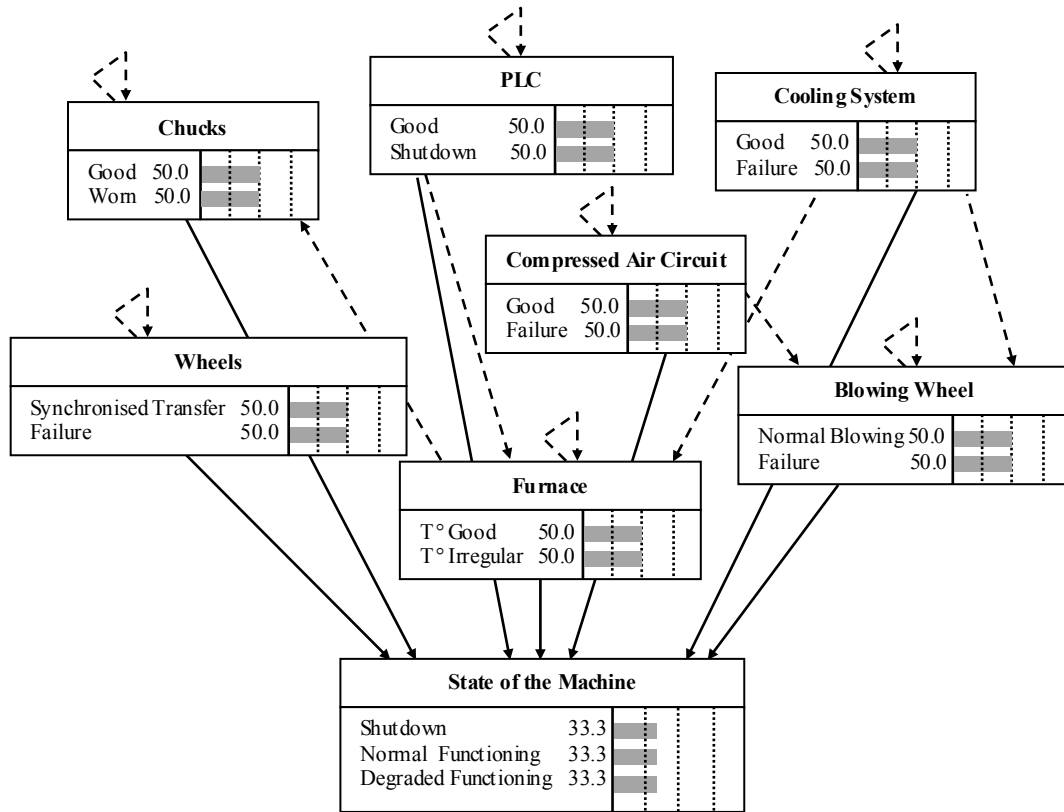 PLC
Good 50.0
Shutdown 50.0
Cooling System
Good 50.0
Failure 50.0
Chucks
Good 50.0
Worn 50.0
Compressed Air Circuit
Good 50.0
Failure 50.0
Wheels
Synchronised Transfer 50.0
Failure 50.0
Blowing Wheel
Normal Blowing 50.0
Failure 50.0
Furnace
T° Good 50.0
T° Irregular 50.0
State of the Machine
Shutdown 33.3
Normal Functioning 33.3
Degraded Functioning 33.3